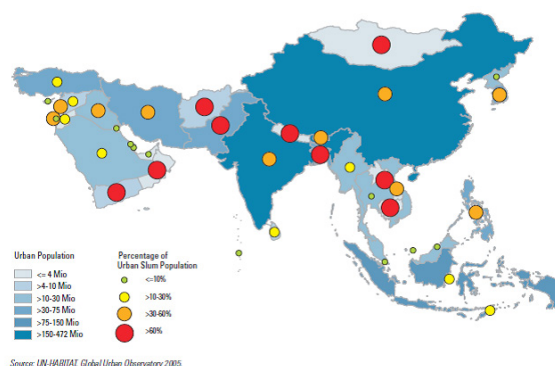 Urban Population
<= 4 Mio
>4-10 Mio
>10-30 Mio
>30-75 Mio
>75-150 Mio
>150-472 Mio
Percentage of
Urban Slum Population
<=10%
>10-30%
>30-60%
>60%
Source: UN-HABITAT, Global Urban Observatory 2005.